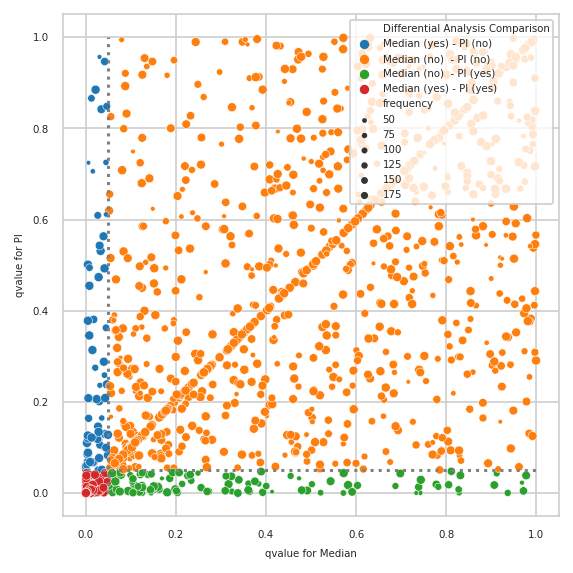 Differential Analysis Comparison
Median (yes) - PI (no)
Median (no)  - PI (no)
Median (no)  - PI (yes)
Median (yes) - PI (yes)
frequency
50
75
100
125
150
175
1.0
0.8
0.6
0.4
0.2
0.0
qvalue for PI
0.0 0.2 0.4 0.6 0.8 1.0
qvalue for Median